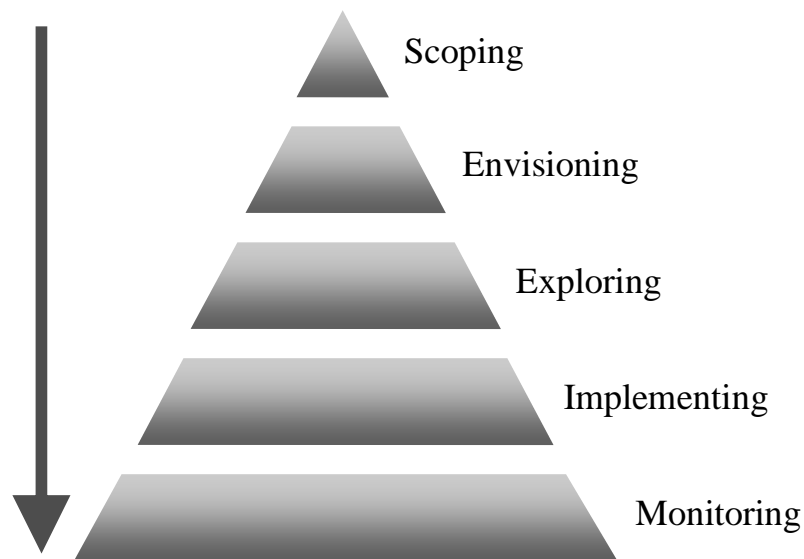 Scoping
Envisioning
Exploring
Implementing
Monitoring